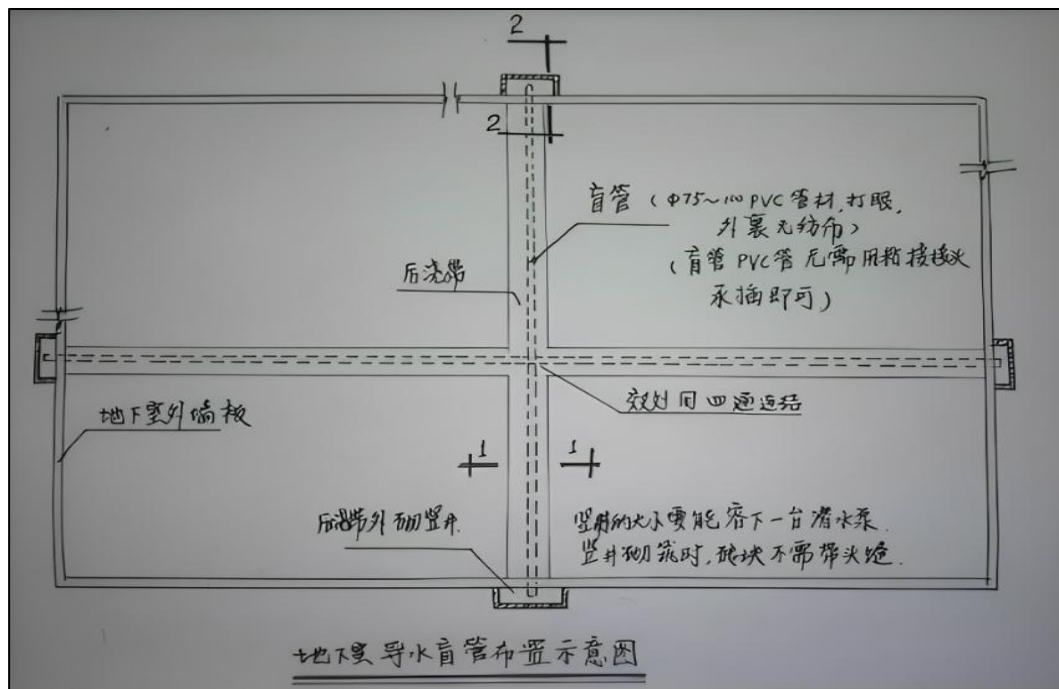 2
2
盲管（Φ75~100 PVC管材,打眼,
外裹无纺布）
（盲管PVC管无需用粘接接头
承插即可）
后浇带
地下室外墙板
交处用四通连结
1 1
后浇带外砌竖井
竖井的大小要能容下一台潜水泵.
竖井砌筑时,砖块不需带头缝.
地下室导水盲管布置示意图